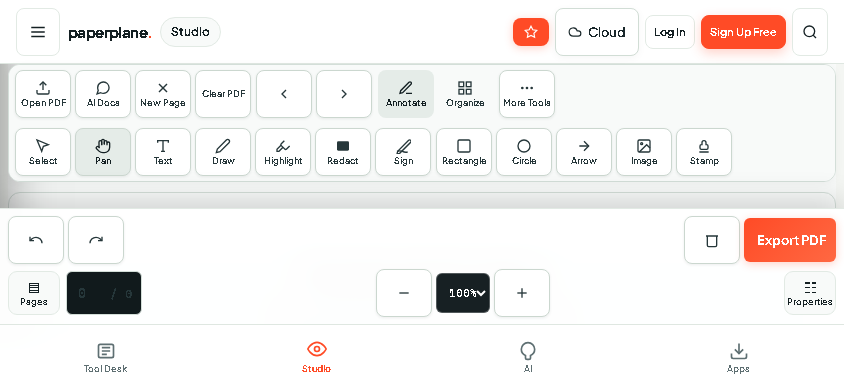 paperplane. Studio Cloud Log In Sign Up Free
Open PDF AI Docs New Page Clear PDF Annotate Organize More Tools
Select Pan Text Draw Highlight Redact Sign Rectangle Circle Arrow Image Stamp
Export PDF
Pages 0 / 0 100% Properties
Tool Desk Studio AI Apps